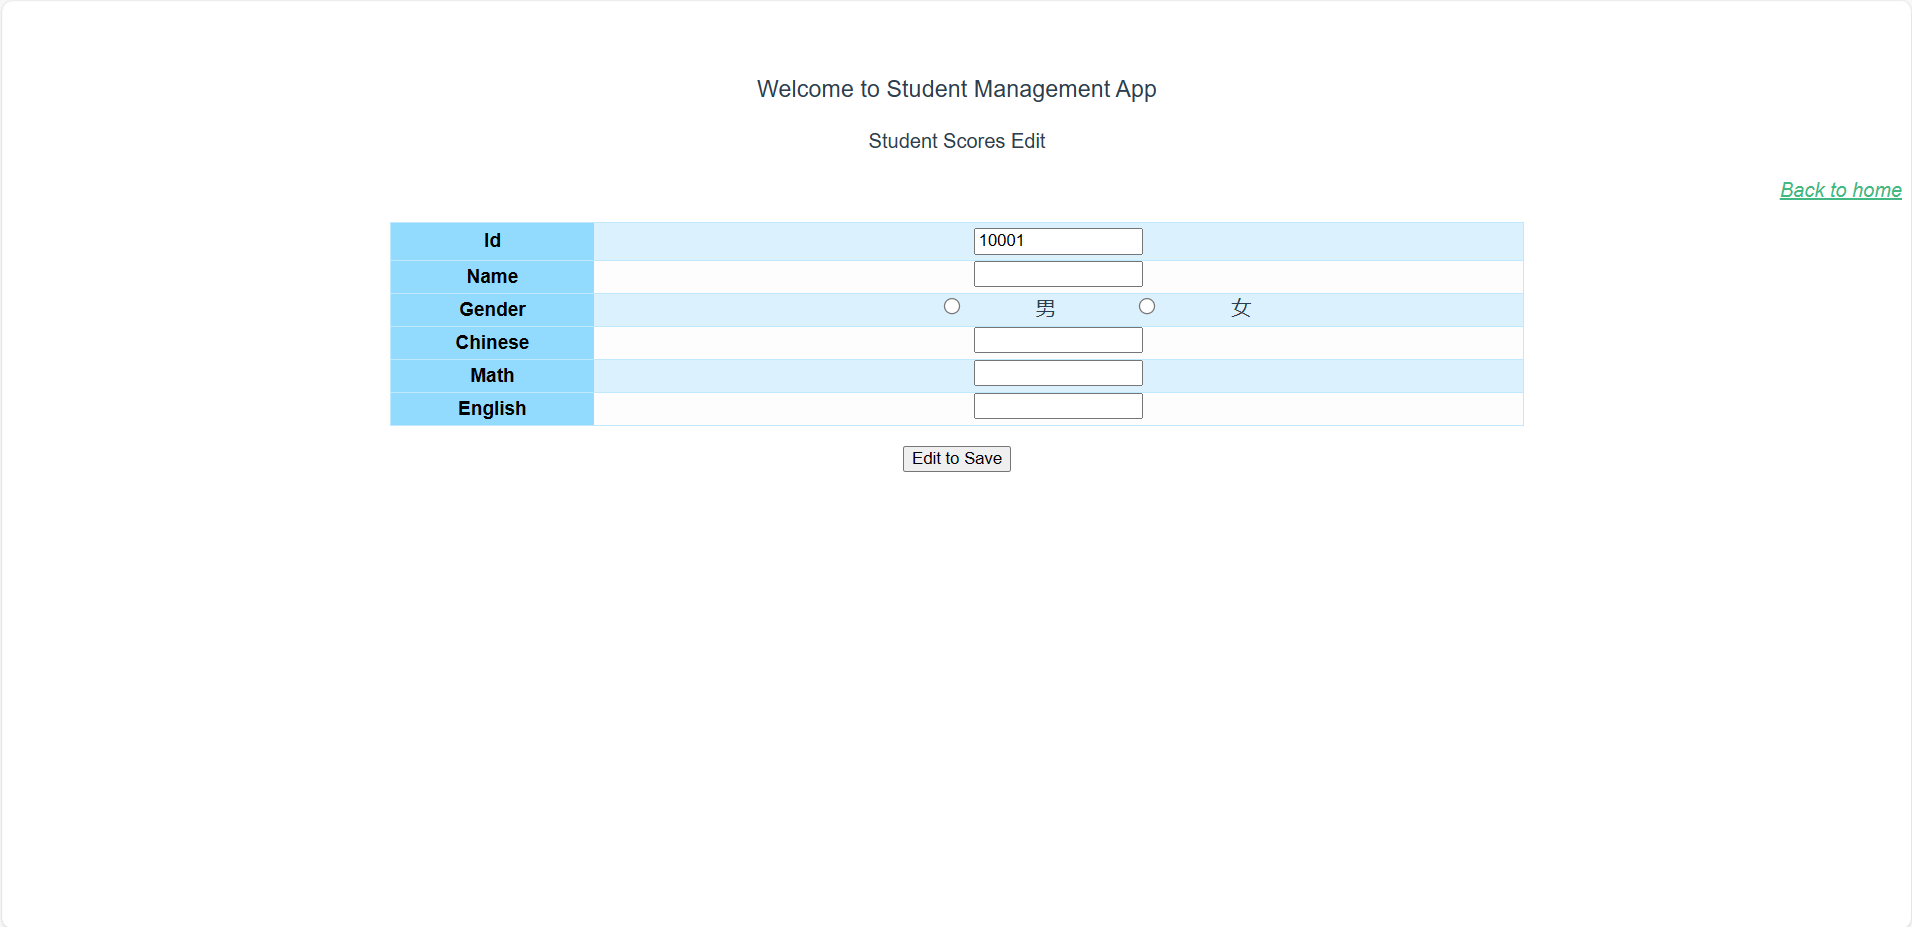 Welcome to Student Management App
Student Scores Edit
Back to home
Id 10001
Name
Gender 男 女
Chinese
Math
English
Edit to Save